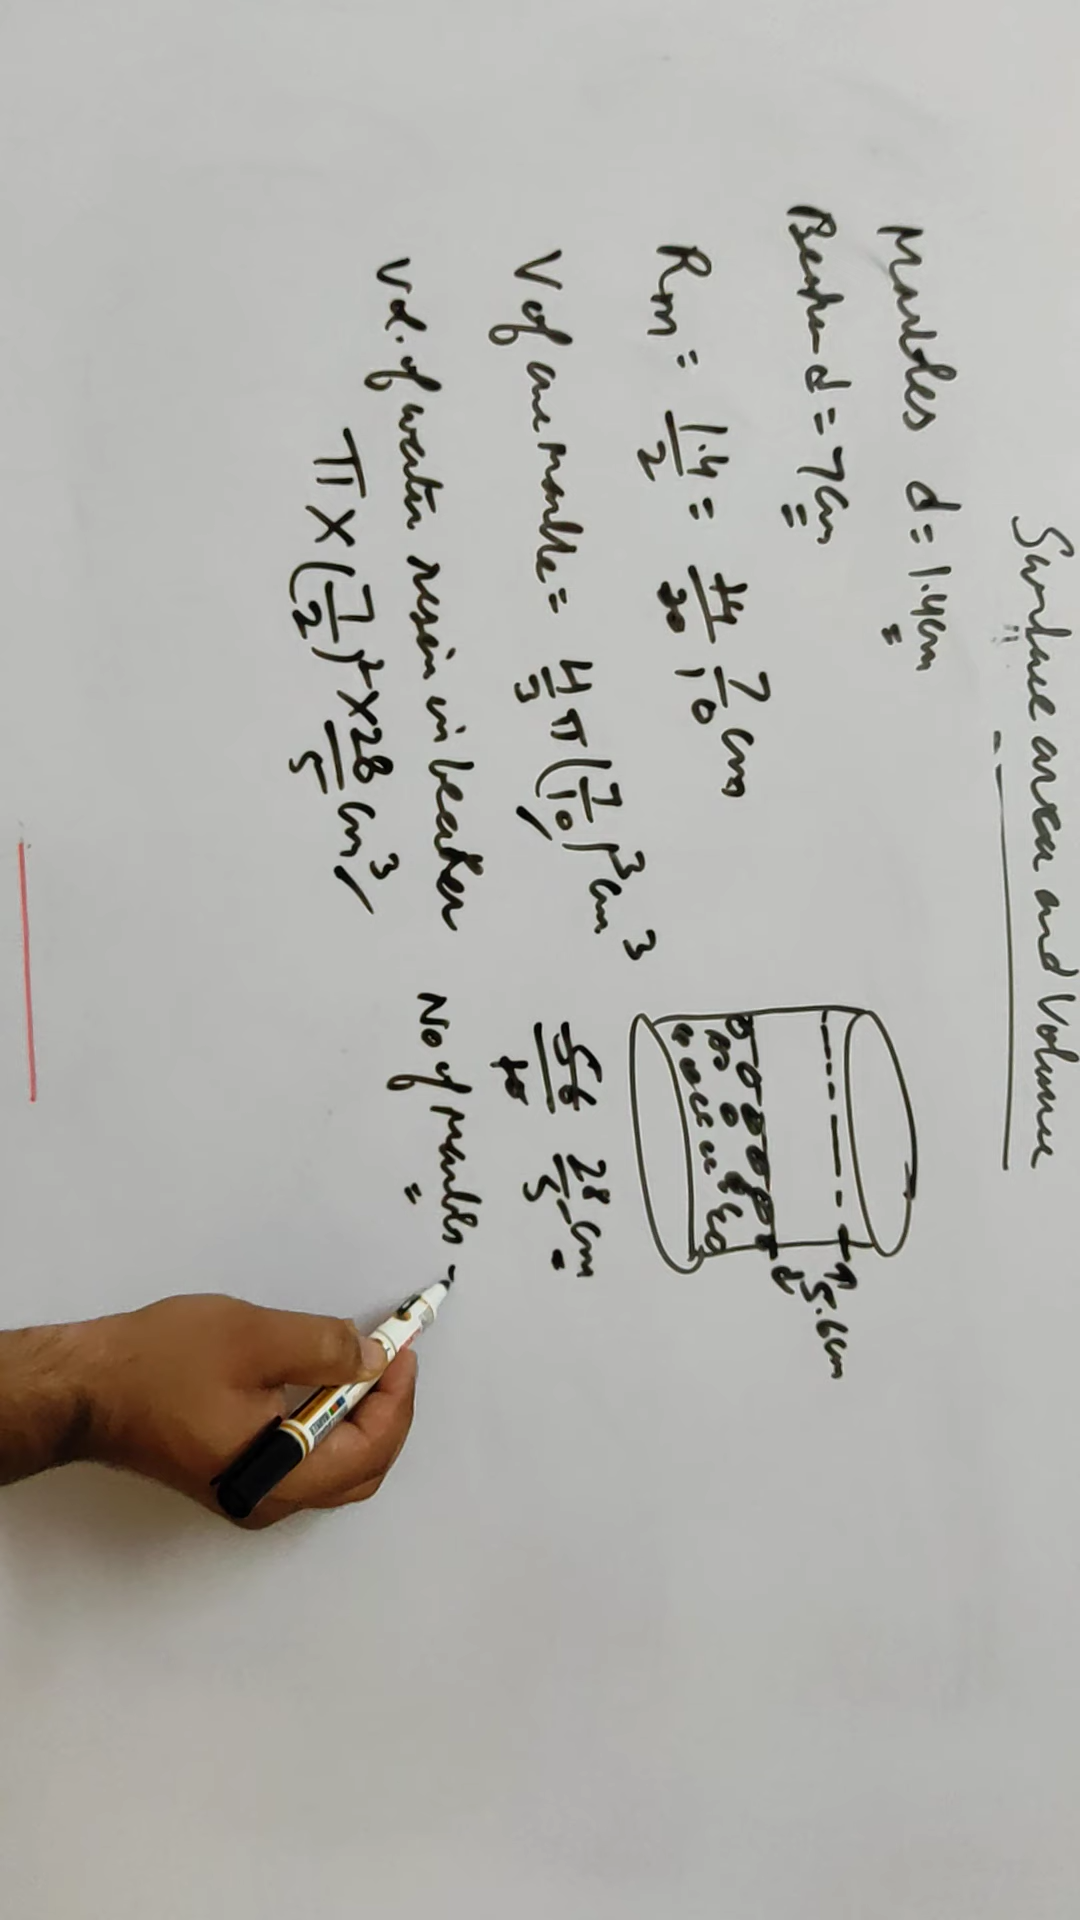 Surface area and Volume
Marbles d = 1.4cm
Beaker d = 7cm
5.6cm
Rm = 1.4/2 = 14/20 7/10 cm
V of one marble = 4/3 π (7/10)³ cm³
56/10 28/5 cm
Vol. of water risen in beaker
π × (7/2)² × 28/5 cm³
No of marbles -